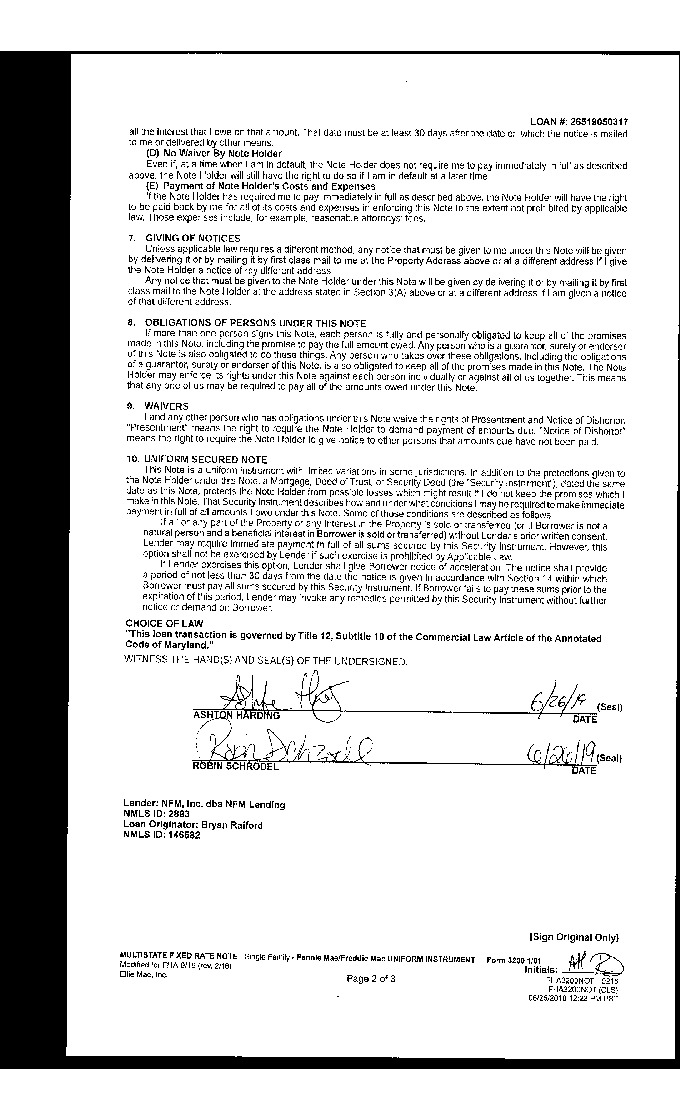 LOAN #: 26519050317
all the interest that I owe on that amount. That date must be at least 30 days after the date on which the notice is mailed
to me or delivered by other means.
(D) No Waiver By Note Holder
Even if, at a time when I am in default, the Note Holder does not require me to pay immediately in full as described
above, the Note Holder will still have the right to do so if I am in default at a later time.
(E) Payment of Note Holder's Costs and Expenses
If the Note Holder has required me to pay immediately in full as described above, the Note Holder will have the right
to be paid back by me for all of its costs and expenses in enforcing this Note to the extent not prohibited by applicable
law. Those expenses include, for example, reasonable attorneys' fees.
7. GIVING OF NOTICES
Unless applicable law requires a different method, any notice that must be given to me under this Note will be given
by delivering it or by mailing it by first class mail to me at the Property Address above or at a different address if I give
the Note Holder a notice of my different address.
Any notice that must be given to the Note Holder under this Note will be given by delivering it or by mailing it by first
class mail to the Note Holder at the address stated in Section 3(A) above or at a different address if I am given a notice
of that different address.
8. OBLIGATIONS OF PERSONS UNDER THIS NOTE
If more than one person signs this Note, each person is fully and personally obligated to keep all of the promises
made in this Note, including the promise to pay the full amount owed. Any person who is a guarantor, surety or endorser
of this Note is also obligated to do these things. Any person who takes over these obligations, including the obligations
of a guarantor, surety or endorser of this Note, is also obligated to keep all of the promises made in this Note. The Note
Holder may enforce its rights under this Note against each person individually or against all of us together. This means
that any one of us may be required to pay all of the amounts owed under this Note.
9. WAIVERS
I and any other person who has obligations under this Note waive the rights of Presentment and Notice of Dishonor.
"Presentment" means the right to require the Note Holder to demand payment of amounts due. "Notice of Dishonor"
means the right to require the Note Holder to give notice to other persons that amounts due have not been paid.
10. UNIFORM SECURED NOTE
This Note is a uniform instrument with limited variations in some jurisdictions. In addition to the protections given to
the Note Holder under this Note, a Mortgage, Deed of Trust, or Security Deed (the "Security Instrument"), dated the same
date as this Note, protects the Note Holder from possible losses which might result if I do not keep the promises which I
make in this Note. That Security Instrument describes how and under what conditions I may be required to make immediate
payment in full of all amounts I owe under this Note. Some of those conditions are described as follows:
If all or any part of the Property or any Interest in the Property is sold or transferred (or if Borrower is not a
natural person and a beneficial interest in Borrower is sold or transferred) without Lender's prior written consent,
Lender may require immediate payment in full of all sums secured by this Security Instrument. However, this
option shall not be exercised by Lender if such exercise is prohibited by Applicable Law.
If Lender exercises this option, Lender shall give Borrower notice of acceleration. The notice shall provide
a period of not less than 30 days from the date the notice is given in accordance with Section 14 within which
Borrower must pay all sums secured by this Security Instrument. If Borrower fails to pay these sums prior to the
expiration of this period, Lender may invoke any remedies permitted by this Security Instrument without further
notice or demand on Borrower.
CHOICE OF LAW
"This loan transaction is governed by Title 12, Subtitle 10 of the Commercial Law Article of the Annotated
Code of Maryland."
WITNESS THE HAND(S) AND SEAL(S) OF THE UNDERSIGNED.
6/26/19 (Seal)
ASHTON HARDING DATE
Robin Schrodel 6/26/19 (Seal)
ROBIN SCHRODEL DATE
Lender: NFM, Inc. dba NFM Lending
NMLS ID: 2893
Loan Originator: Bryan Raiford
NMLS ID: 146682
[Sign Original Only]
MULTISTATE FIXED RATE NOTE - Single Family - Fannie Mae/Freddie Mac UNIFORM INSTRUMENT Form 3200 1/01
Modified for FHA
Ellie Mae, Inc.
Page 2 of 3
Initials: AH